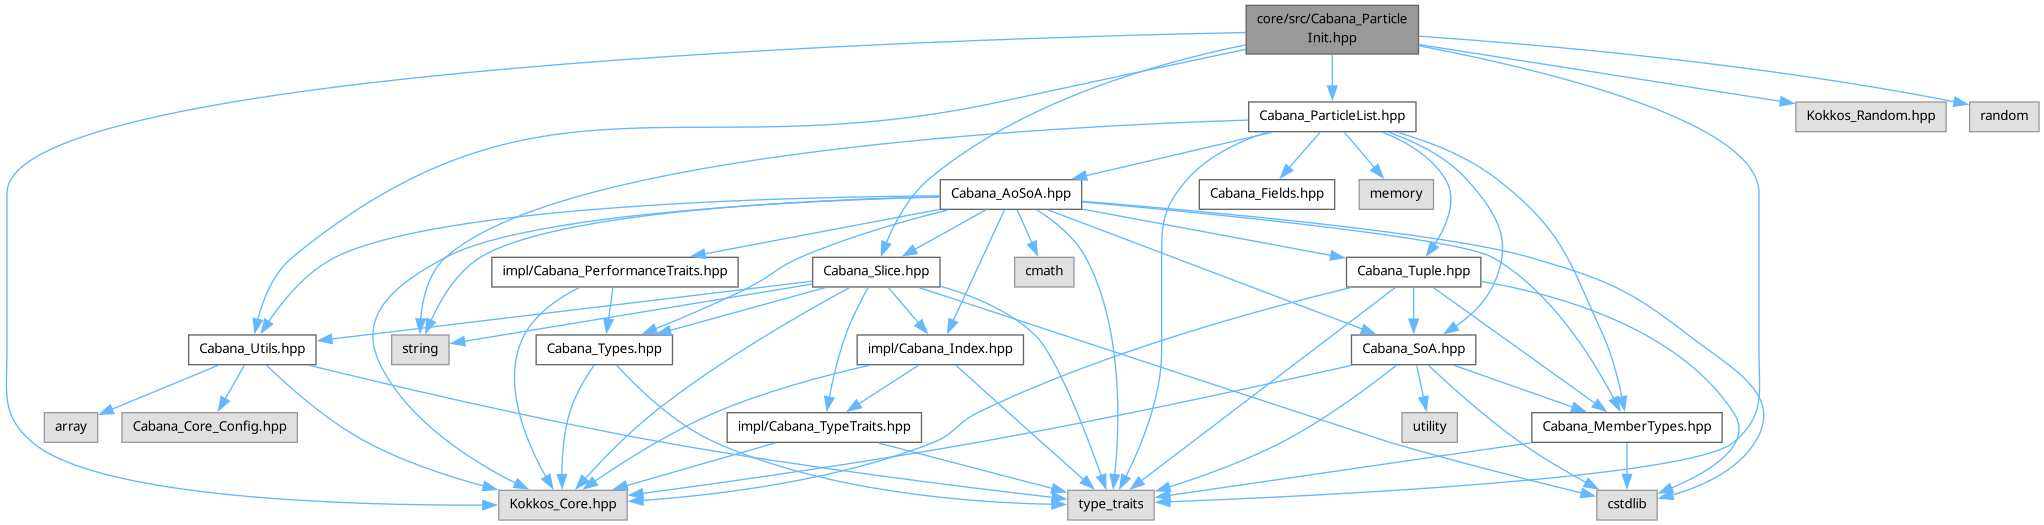 core/src/Cabana_Particle
Init.hpp
Cabana_ParticleList.hpp
Kokkos_Random.hpp
random
Cabana_AoSoA.hpp
Cabana_Fields.hpp
memory
impl/Cabana_PerformanceTraits.hpp
Cabana_Slice.hpp
cmath
Cabana_Tuple.hpp
Cabana_Utils.hpp
string
Cabana_Types.hpp
impl/Cabana_Index.hpp
Cabana_SoA.hpp
array
Cabana_Core_Config.hpp
impl/Cabana_TypeTraits.hpp
utility
Cabana_MemberTypes.hpp
Kokkos_Core.hpp
type_traits
cstdlib